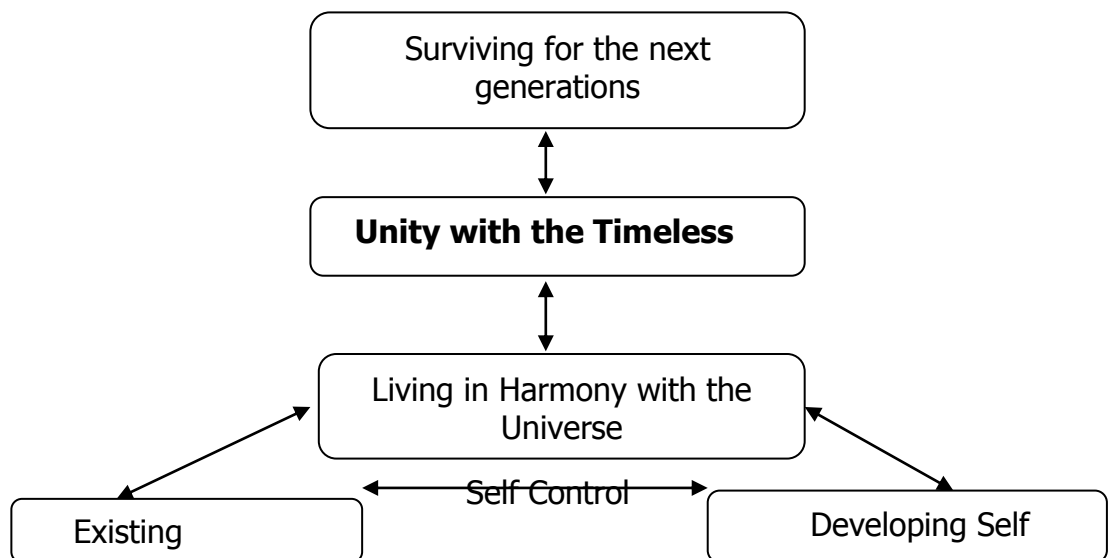 Surviving for the next
generations
Unity with the Timeless
Living in Harmony with the
Universe
Self Control
Existing
Developing Self